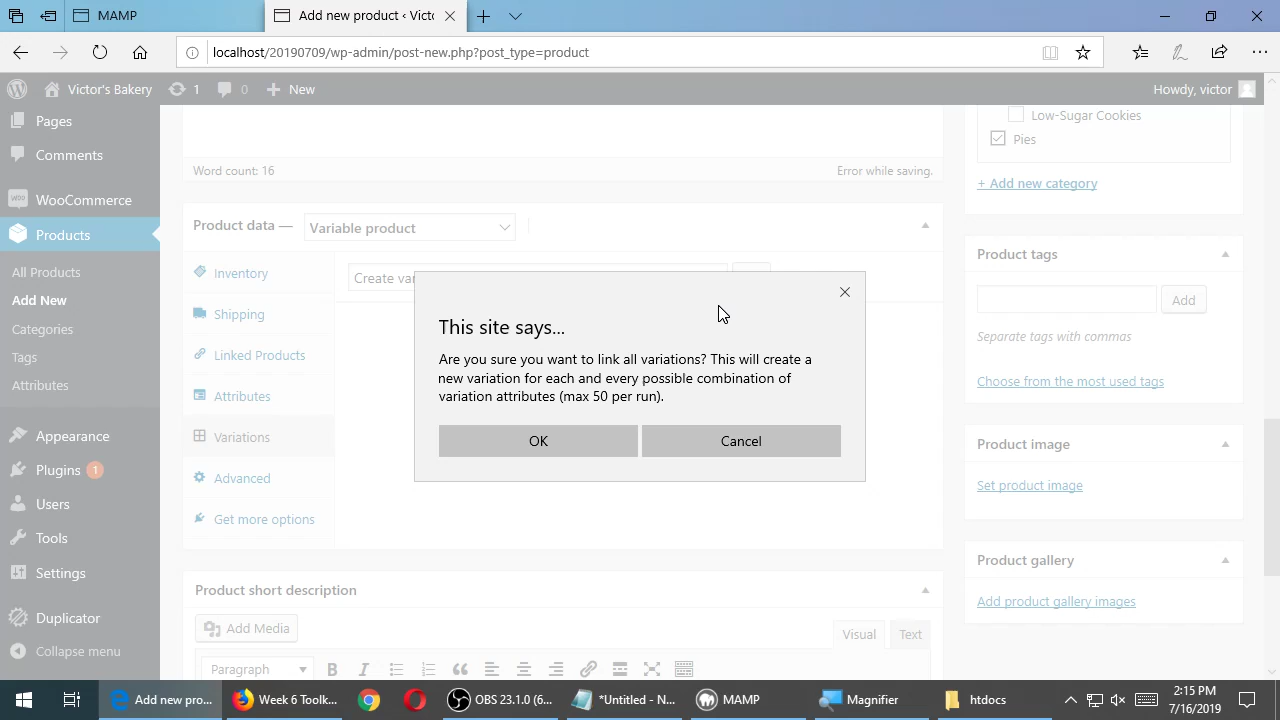 MAMP
Add new product ‹ Victo
localhost/20190709/wp-admin/post-new.php?post_type=product
Victor's Bakery
1
0
New
Howdy, victor
Pages
Comments
WooCommerce
Products
All Products
Add New
Categories
Tags
Attributes
Appearance
Plugins 1
Users
Tools
Settings
Duplicator
Collapse menu
Word count: 16
Error while saving.
Product data —
Variable product
Inventory
Shipping
Linked Products
Attributes
Variations
Advanced
Get more options
Create var
This site says...
Are you sure you want to link all variations? This will create a
new variation for each and every possible combination of
variation attributes (max 50 per run).
OK
Cancel
Product short description
Add Media
Visual
Text
Paragraph
Low-Sugar Cookies
Pies
+ Add new category
Product tags
Add
Separate tags with commas
Choose from the most used tags
Product image
Set product image
Product gallery
Add product gallery images
Add new pro...
Week 6 Toolk...
OBS 23.1.0 (6...
*Untitled - N...
MAMP
Magnifier
htdocs
2:15 PM
7/16/2019